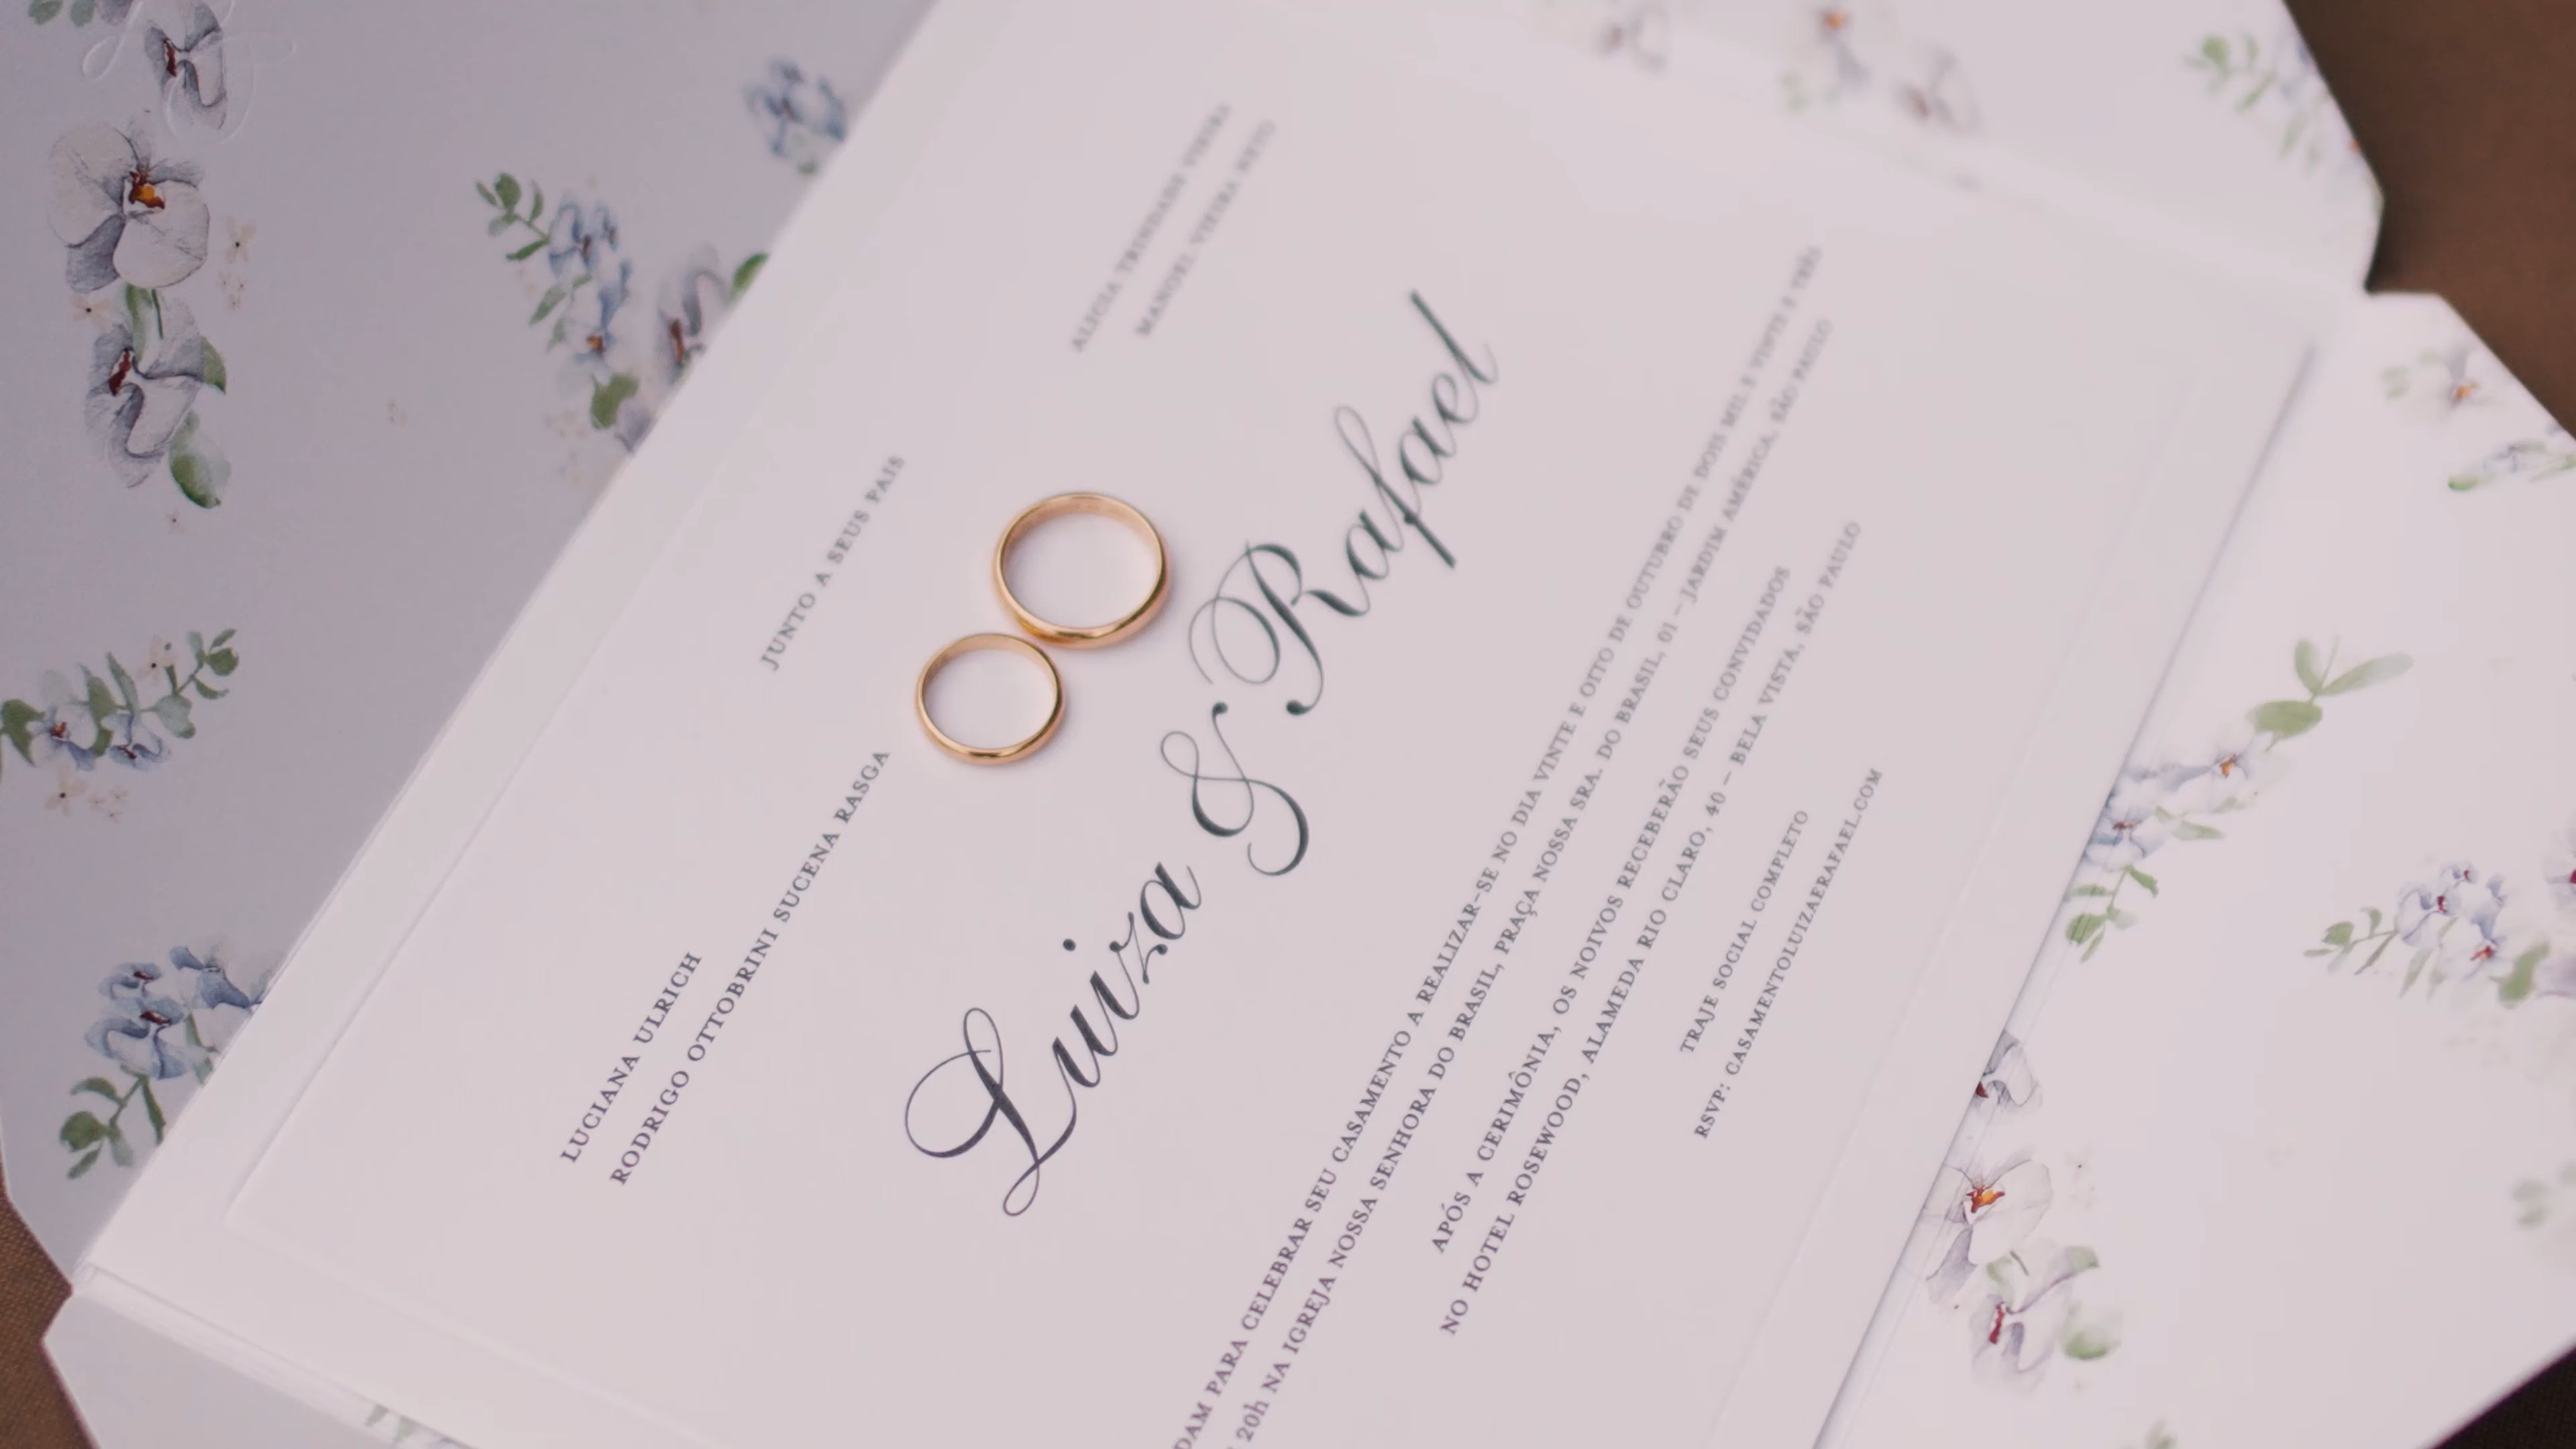 JUNTO A SEUS PAIS
LUCIANA ULRICH
RODRIGO OTTOBRINI SUCENA RASGA
ALICIA TRINDADE VIEIRA
MANOEL VIEIRA NETO
Luiza & Rafael
DAM PARA CELEBRAR SEU CASAMENTO A REALIZAR-SE NO DIA VINTE E OITO DE OUTUBRO DE DOIS MIL E VINTE E TRÊS
20h NA IGREJA NOSSA SENHORA DO BRASIL, PRAÇA NOSSA SRA. DO BRASIL, 01 – JARDIM AMÉRICA, SÃO PAULO
APÓS A CERIMÔNIA, OS NOIVOS RECEBERÃO SEUS CONVIDADOS
NO HOTEL ROSEWOOD, ALAMEDA RIO CLARO, 40 – BELA VISTA, SÃO PAULO
TRAJE SOCIAL COMPLETO
RSVP: CASAMENTOLUIZAERAFAEL.COM